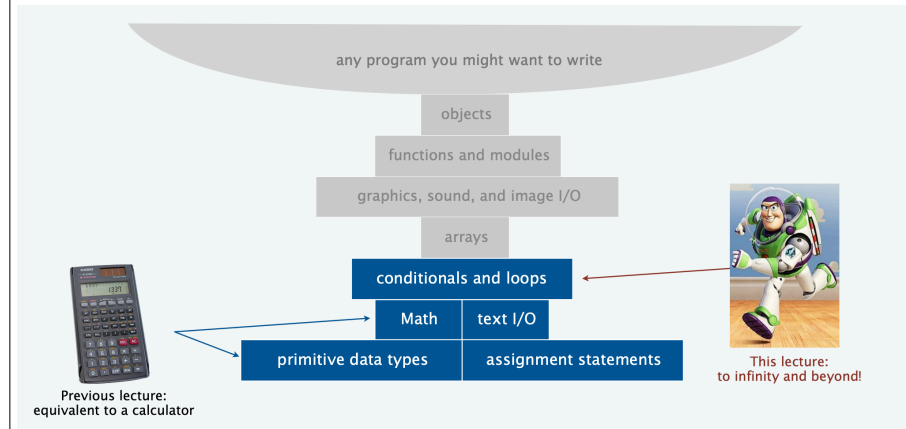 any program you might want to write
objects
functions and modules
graphics, sound, and image I/O
arrays
conditionals and loops
Math
text I/O
primitive data types
assignment statements
1337
Previous lecture:
equivalent to a calculator
This lecture:
to infinity and beyond!